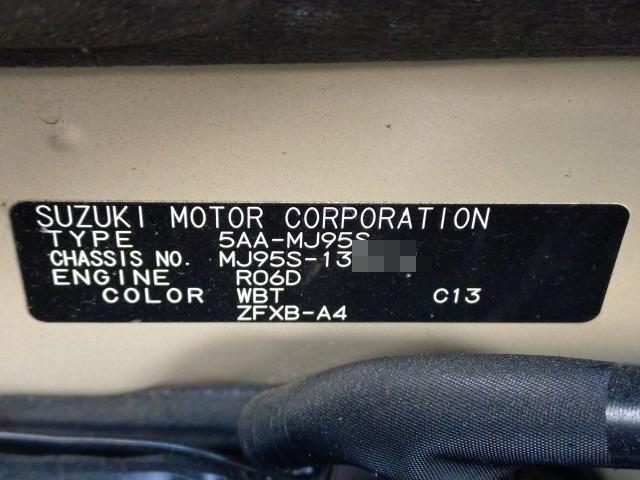 SUZUKI MOTOR CORPORATION
TYPE 5AA-MJ95S
CHASSIS NO. MJ95S-13
ENGINE R06D
COLOR WBT C13
ZFXB-A4